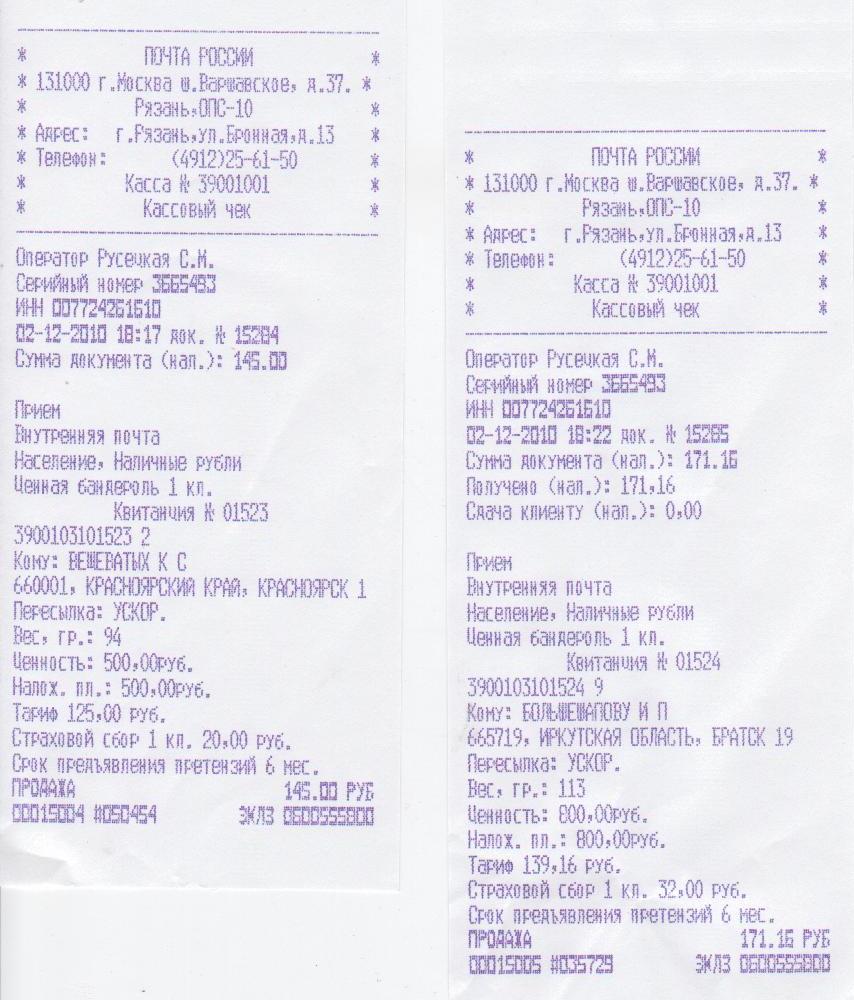 * ПОЧТА РОССИИ *
* 131000 г.Москва ш.Варшавское, д.37. *
* Рязань,ОПС-10 *
* Адрес: г.Рязань,ул.Бронная,д.13 *
* Телефон: (4912)25-61-50 *
* Касса № 39001001 *
* Кассовый чек *
Оператор Русецкая С.М.
Серийный номер 3665493
ИНН 007724261610
02-12-2010 18:17 док. № 15284
Сумма документа (нал.): 145.00
Прием
Внутренняя почта
Население, Наличные рубли
Ценная бандероль 1 кл.
Квитанция № 01523
3900103101523 2
Кому: ВЕШЕВАТЫХ К С
660001, КРАСНОЯРСКИЙ КРАЙ, КРАСНОЯРСК 1
Пересылка: УСКОР.
Вес, гр.: 94
Ценность: 500,00руб.
Налож. пл.: 500,00руб.
Тариф 125,00 руб.
Страховой сбор 1 кл. 20,00 руб.
Срок предъявления претензий 6 мес.
ПРОДАЖА 145.00 РУБ
00015004 #050454 ЭКЛЗ 0600555800
* ПОЧТА РОССИИ *
* 131000 г.Москва ш.Варшавское, д.37. *
* Рязань,ОПС-10 *
* Адрес: г.Рязань,ул.Бронная,д.13 *
* Телефон: (4912)25-61-50 *
* Касса № 39001001 *
* Кассовый чек *
Оператор Русецкая С.М.
Серийный номер 3665493
ИНН 007724261610
02-12-2010 18:22 док. № 15285
Сумма документа (нал.): 171.16
Получено (нал.): 171,16
Сдача клиенту (нал.): 0,00
Прием
Внутренняя почта
Население, Наличные рубли
Ценная бандероль 1 кл.
Квитанция № 01524
3900103101524 9
Кому: БОЛЬШЕШАПОВУ И П
665719, ИРКУТСКАЯ ОБЛАСТЬ, БРАТСК 19
Пересылка: УСКОР.
Вес, гр.: 113
Ценность: 800,00руб.
Налож. пл.: 800,00руб.
Тариф 139,16 руб.
Страховой сбор 1 кл. 32,00 руб.
Срок предъявления претензий 6 мес.
ПРОДАЖА 171.16 РУБ
00015005 #035729 ЭКЛЗ 0600555800